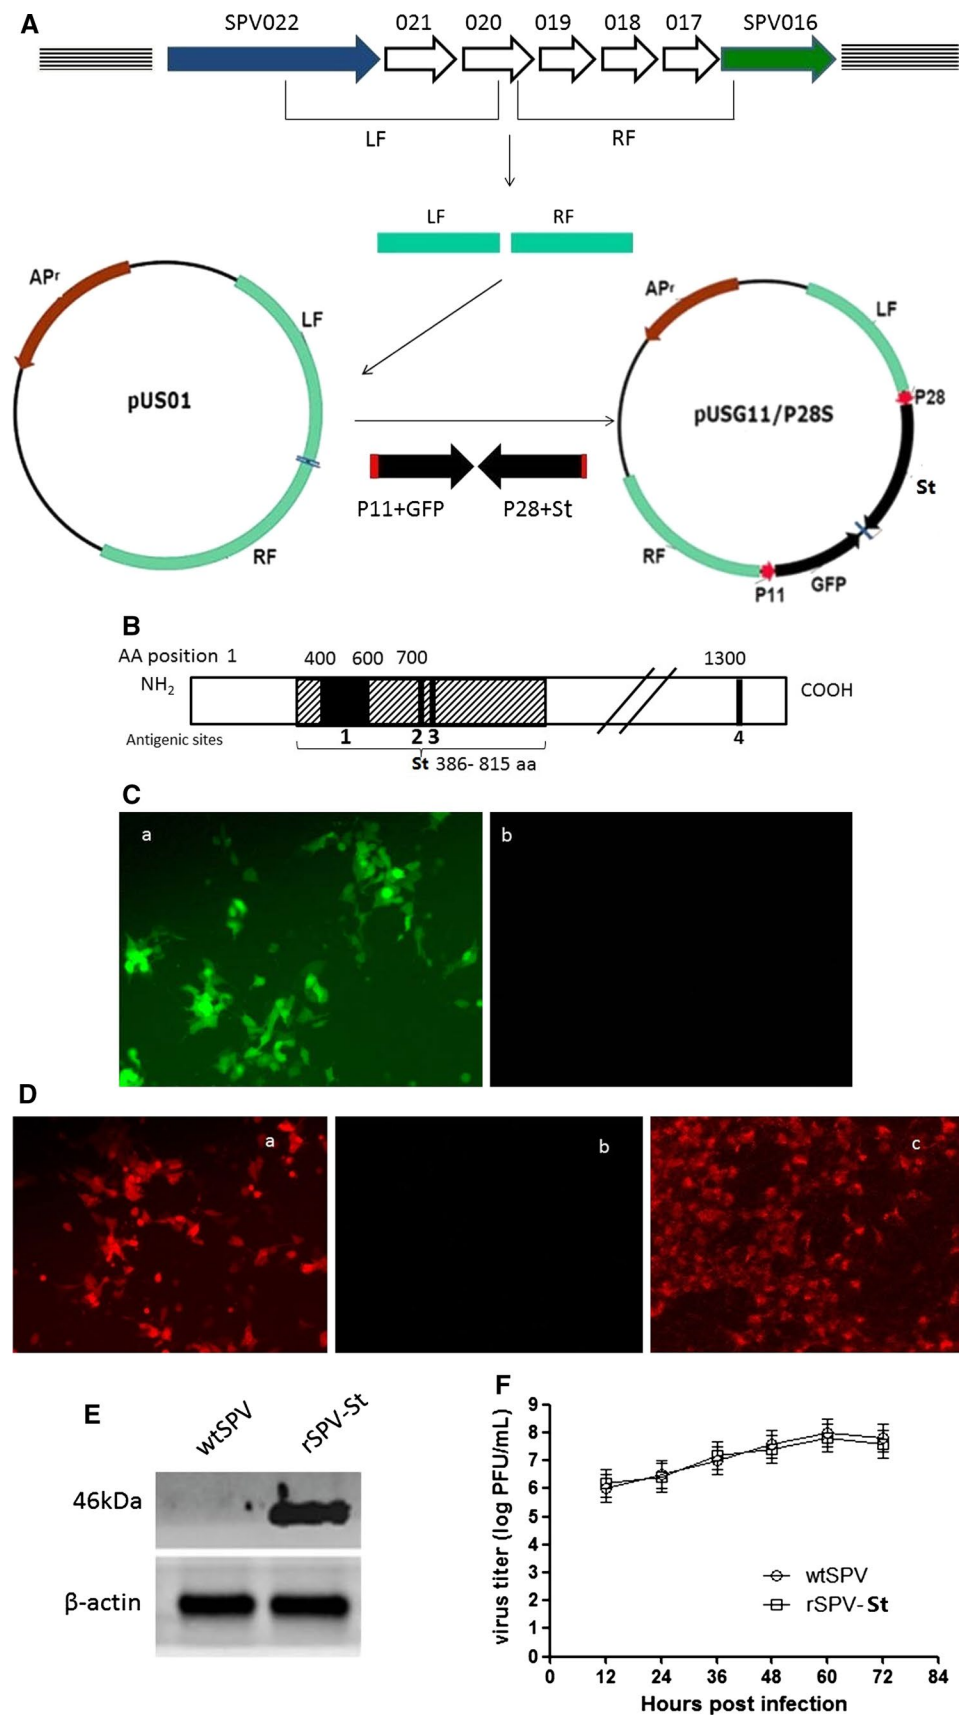 A
SPV022 021 020 019 018 017 SPV016
LF RF
LF RF
APr LF
pUS01
RF
P11+GFP P28+St
APr LF
P28
pUSG11/P28S
St
RF
GFP
P11
B
AA position 1 400 600 700 1300
NH2 COOH
Antigenic sites 1 2 3 4
St 386- 815 aa
C
a b
D
a b c
E
wtSPV rSPV-St
46kDa
β-actin
F
virus titer (log PFU/mL)
9
8
7
6
5
4
3
2
1
0
wtSPV
rSPV-St
0 12 24 36 48 60 72 84
Hours post infection